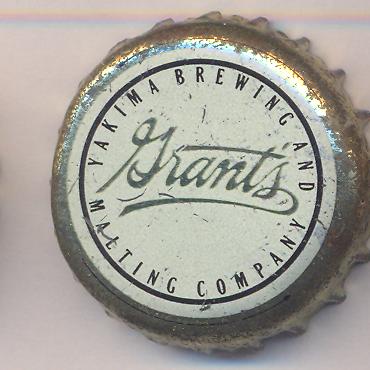 YAKIMA BREWING AND
Grant's
MALTING COMPANY